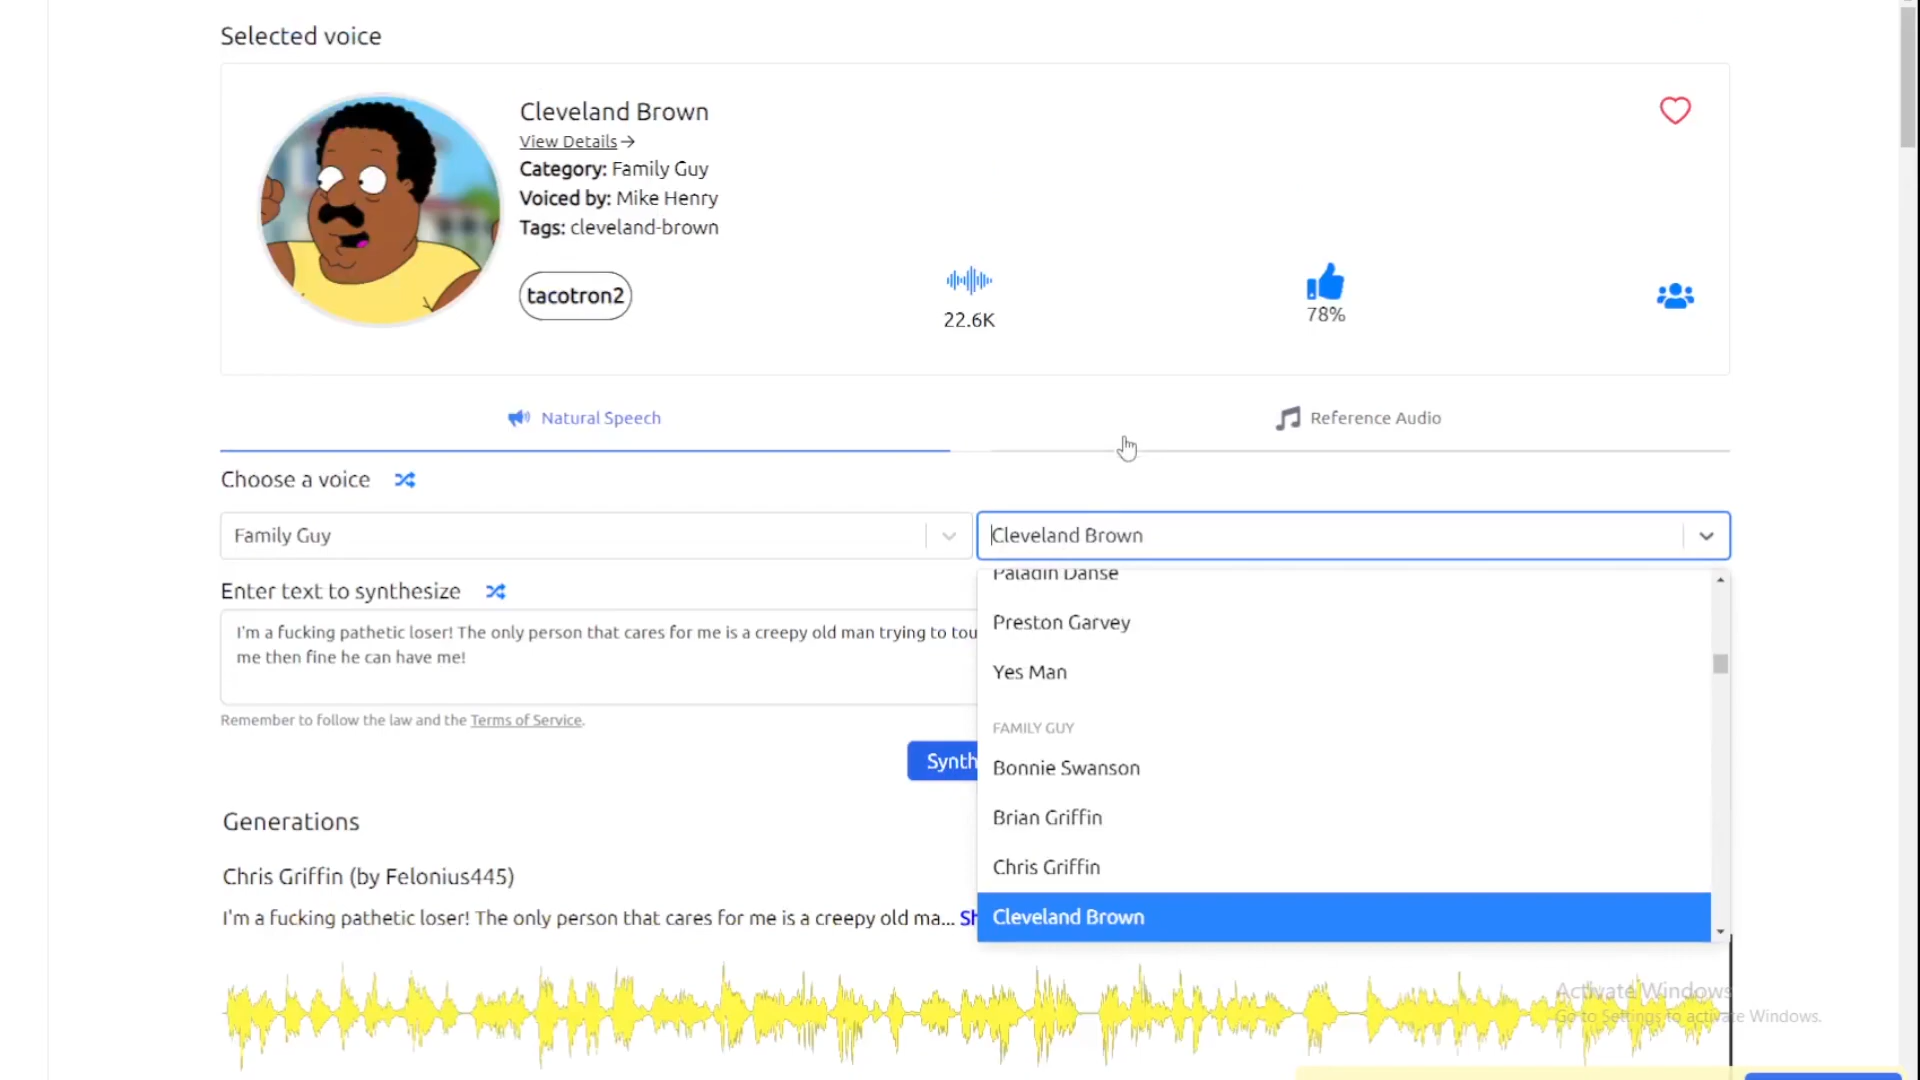 Selected voice
Cleveland Brown
View Details
Category: Family Guy
Voiced by: Mike Henry
Tags: cleveland-brown
tacotron2
22.6K
78%
Natural Speech
Reference Audio
Choose a voice
Family Guy
Cleveland Brown
Enter text to synthesize
I'm a fucking pathetic loser! The only person that cares for me is a creepy old man trying to tou
me then fine he can have me!
Remember to follow the law and the Terms of Service.
Synth
Paladin Danse
Preston Garvey
Yes Man
FAMILY GUY
Bonnie Swanson
Brian Griffin
Chris Griffin
Cleveland Brown
Generations
Chris Griffin (by Felonius445)
I'm a fucking pathetic loser! The only person that cares for me is a creepy old ma... Sh
Activate Windows
Go to Settings to activate Windows.